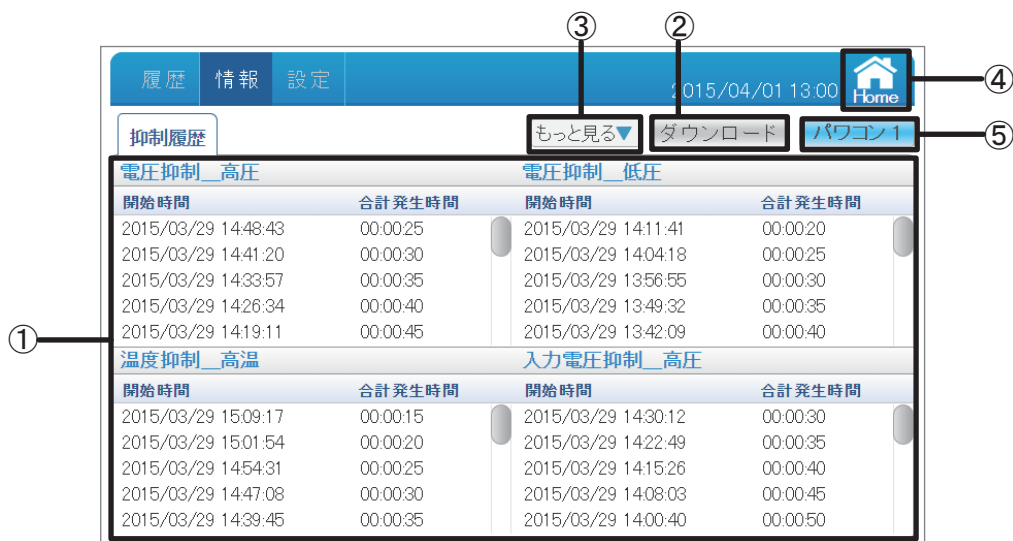 ③ ②
履歴 情報 設定 2015/04/01 13:00 Home ④
抑制履歴 もっと見る▼ ダウンロード パワコン1 ⑤
電圧抑制__高圧 電圧抑制__低圧
開始時間 合計発生時間 開始時間 合計発生時間
2015/03/29 14:48:43 00:00:25 2015/03/29 14:11:41 00:00:20
2015/03/29 14:41:20 00:00:30 2015/03/29 14:04:18 00:00:25
2015/03/29 14:33:57 00:00:35 2015/03/29 13:56:55 00:00:30
2015/03/29 14:26:34 00:00:40 2015/03/29 13:49:32 00:00:35
① 2015/03/29 14:19:11 00:00:45 2015/03/29 13:42:09 00:00:40
温度抑制__高温 入力電圧抑制__高圧
開始時間 合計発生時間 開始時間 合計発生時間
2015/03/29 15:09:17 00:00:15 2015/03/29 14:30:12 00:00:30
2015/03/29 15:01:54 00:00:20 2015/03/29 14:22:49 00:00:35
2015/03/29 14:54:31 00:00:25 2015/03/29 14:15:26 00:00:40
2015/03/29 14:47:08 00:00:30 2015/03/29 14:08:03 00:00:45
2015/03/29 14:39:45 00:00:35 2015/03/29 14:00:40 00:00:50